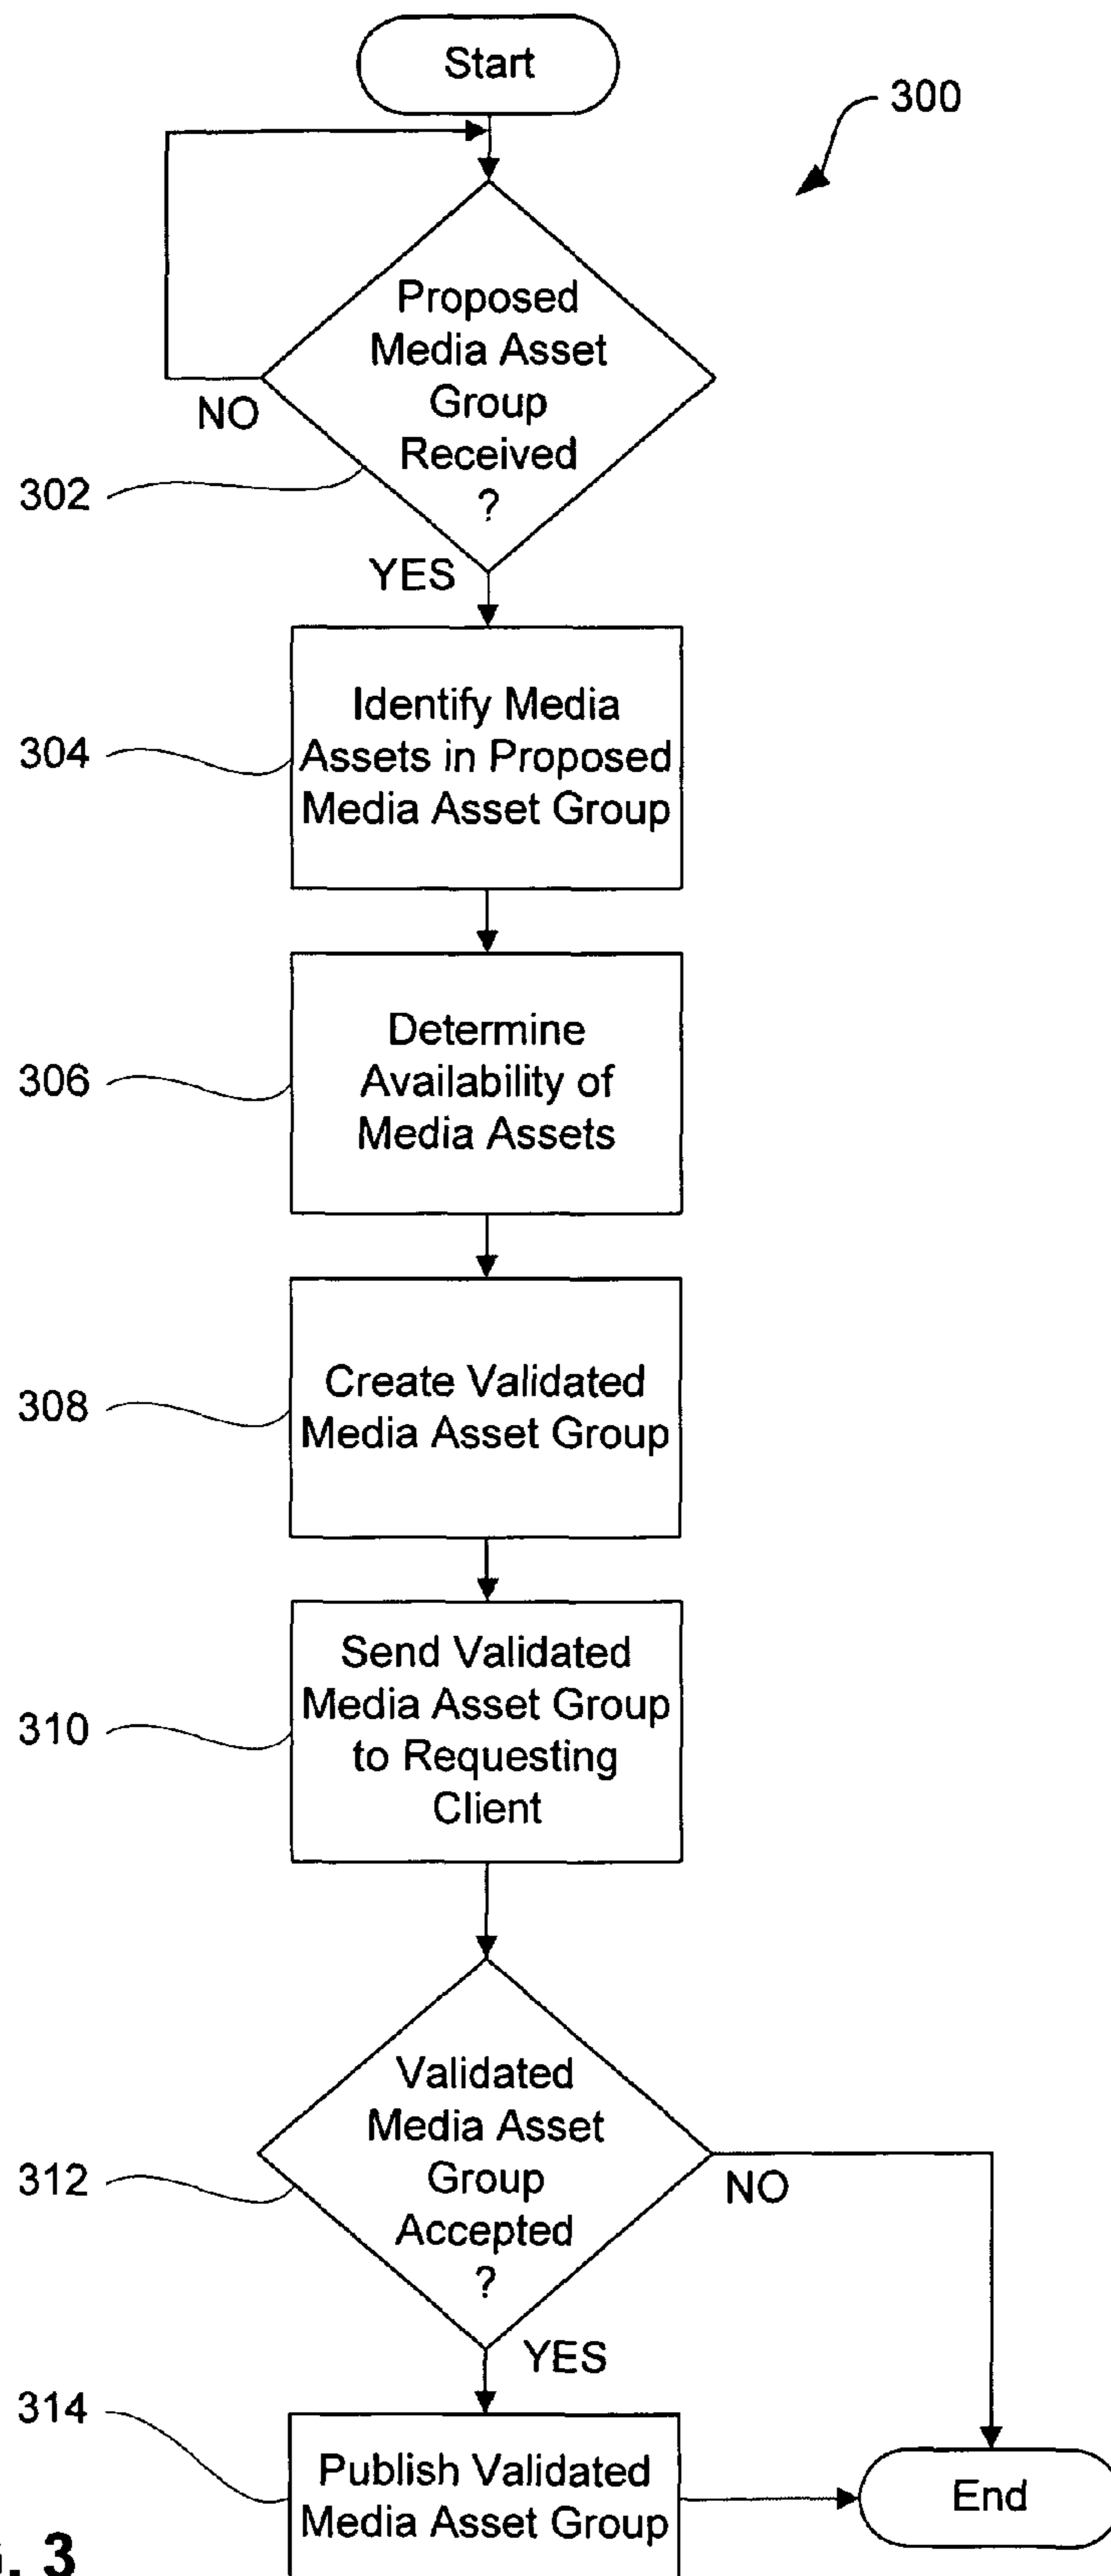 Start
300
Proposed
Media Asset
Group
Received
?
NO
302
YES
Identify Media
Assets in Proposed
Media Asset Group
304
Determine
Availability of
Media Assets
306
Create Validated
Media Asset Group
308
Send Validated
Media Asset Group
to Requesting
Client
310
Validated
Media Asset
Group
Accepted
?
312
NO
YES
314
Publish Validated
Media Asset Group
End
. 3